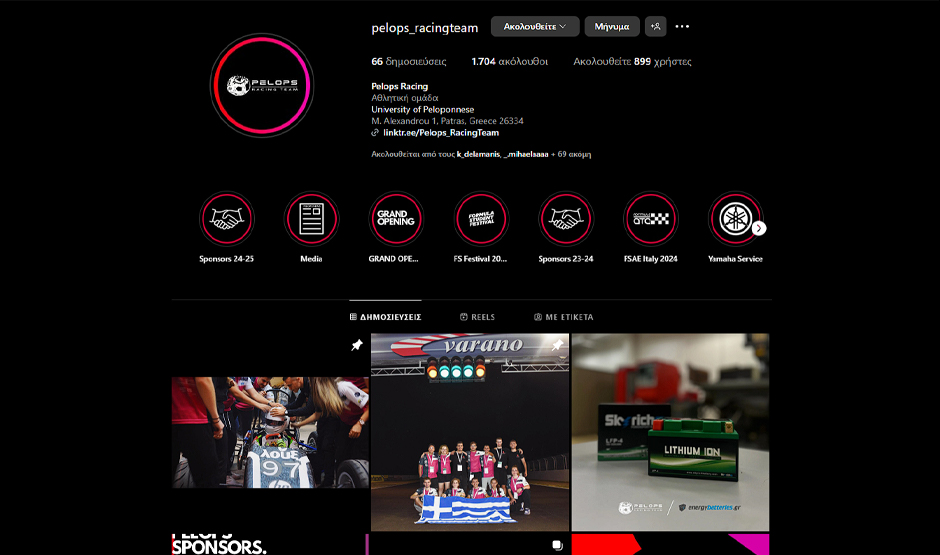 pelops_racingteam
Ακολουθείτε
Μήνυμα
66 δημοσιεύσεις
1.704 ακόλουθοι
Ακολουθείτε 899 χρήστες
PELOPS
RACING TEAM
Pelops Racing
Αθλητική ομάδα
University of Peloponnese
M. Alexandrou 1, Patras, Greece 26334
linktr.ee/Pelops_RacingTeam
Ακολουθείται από τους k_delamanis, _.mihaelaaaa + 69 ακόμη
GRAND
OPENING
FORMULA
STUDENT
FESTIVAL
ATA
Sponsors 24-25
Media
GRAND OPE...
FS Festival 20...
Sponsors 23-24
FSAE Italy 2024
Yamaha Service
ΔΗΜΟΣΙΕΥΣΕΙΣ
REELS
ΜΕ ΕΤΙΚΕΤΑ
varano
97
hp
Skyrich
LFP-4
LITHIUM ION
PELOPS
RACING TEAM
energybatteries.gr
PELOPS
SPONSORS.